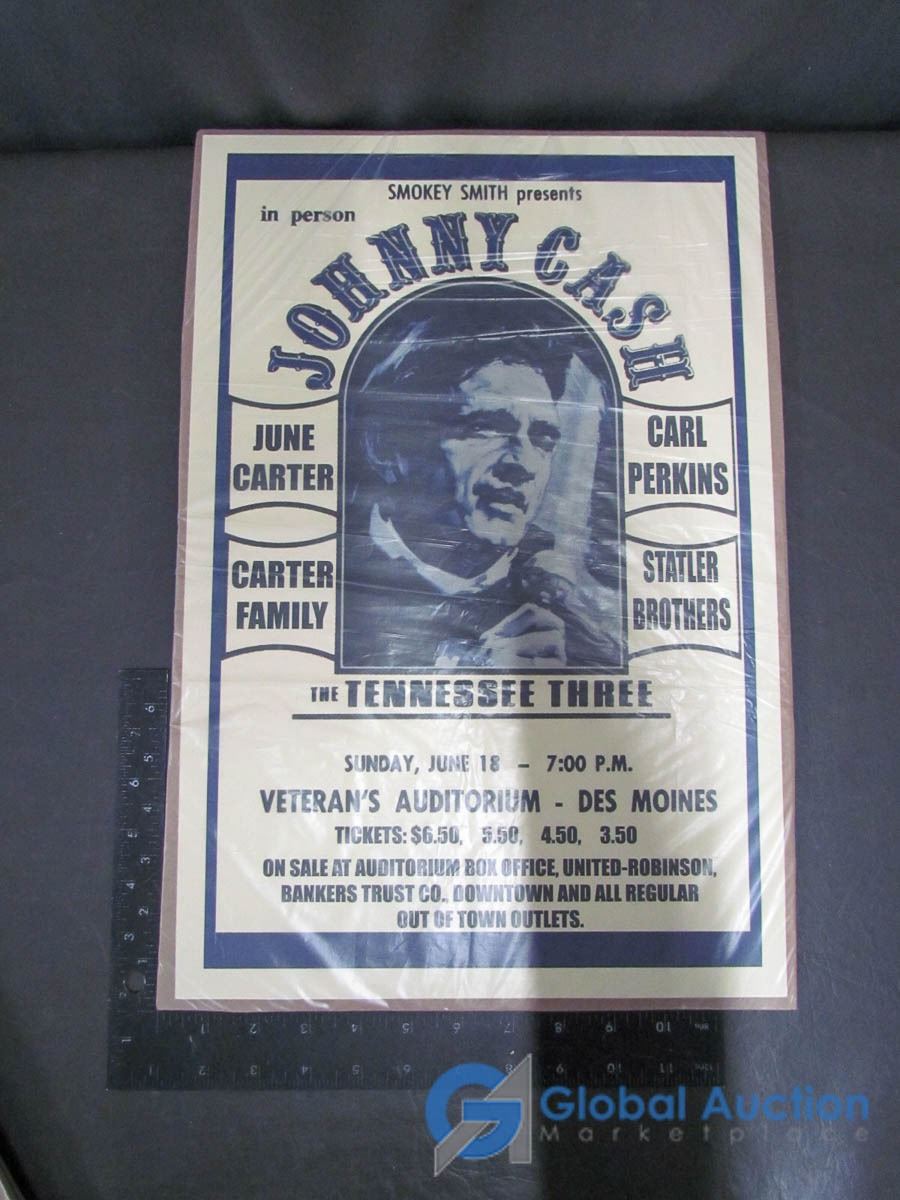 SMOKEY SMITH presents
in person
JOHNNY CASH
JUNE
CARTER
CARL
PERKINS
CARTER
FAMILY
STATLER
BROTHERS
THE TENNESSEE THREE
SUNDAY, JUNE 18 – 7:00 P.M.
VETERAN'S AUDITORIUM - DES MOINES
TICKETS: $6.50, 5.50, 4.50, 3.50
ON SALE AT AUDITORIUM BOX OFFICE, UNITED-ROBINSON,
BANKERS TRUST CO., DOWNTOWN AND ALL REGULAR
OUT OF TOWN OUTLETS.
Global Auction
Marketplace